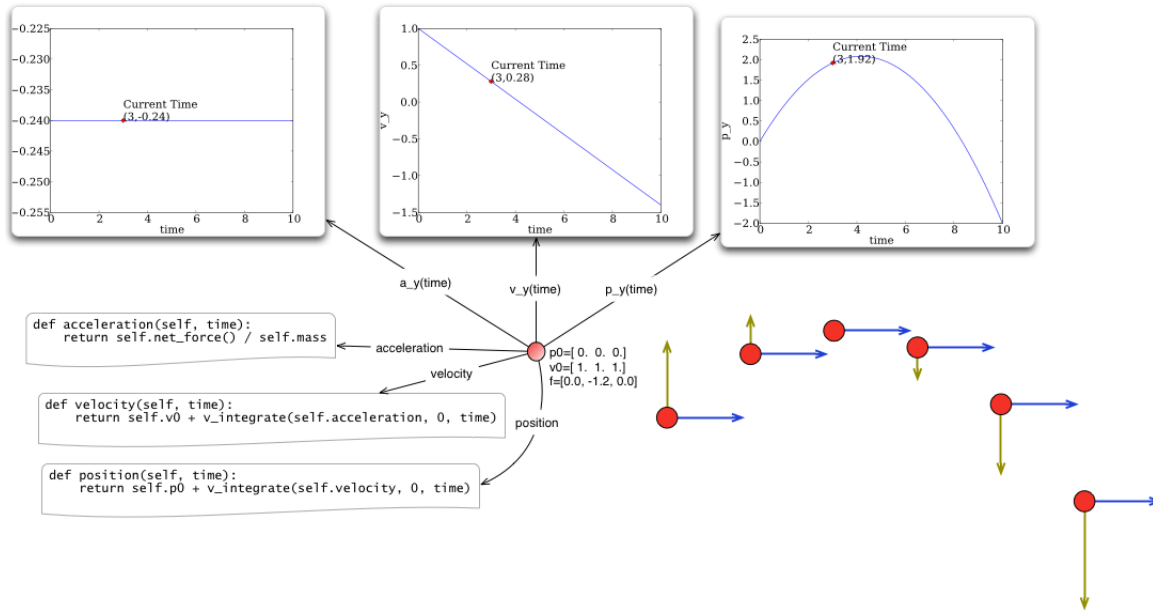 −0.225
−0.230
−0.235
−0.240
−0.245
−0.250
−0.255
0 2 4 6 8 10
time
Current Time
(3,-0.24)
1.0
0.5
0.0
−0.5
−1.0
−1.5
0 2 4 6 8 10
time
v_y
Current Time
(3,0.28)
2.5
2.0
1.5
1.0
0.5
0.0
−0.5
−1.0
−1.5
−2.0
0 2 4 6 8 10
time
p_y
Current Time
(3,1.92)
a_y(time)
v_y(time)
p_y(time)
def acceleration(self, time):
    return self.net_force() / self.mass
acceleration
velocity
position
p0=[ 0. 0. 0.]
v0=[ 1. 1. 1.]
f=[0.0, -1.2, 0.0]
def velocity(self, time):
    return self.v0 + v_integrate(self.acceleration, 0, time)
def position(self, time):
    return self.p0 + v_integrate(self.velocity, 0, time)